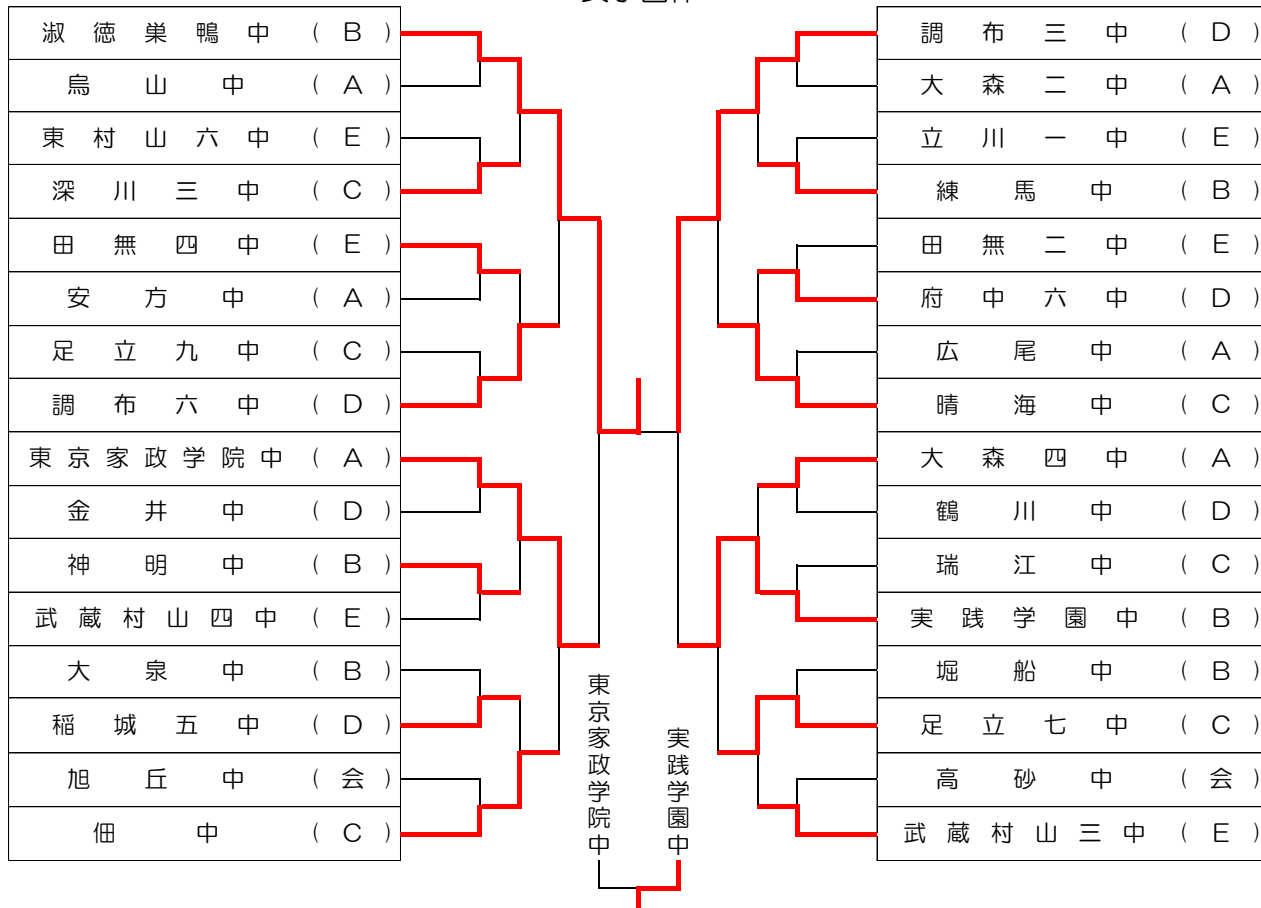 淑徳巣鴨中 ( B )
烏山中 ( A )
東村山六中 ( E )
深川三中 ( C )
田無四中 ( E )
安方中 ( A )
足立九中 ( C )
調布六中 ( D )
東京家政学院中 ( A )
金井中 ( D )
神明中 ( B )
武蔵村山四中 ( E )
大泉中 ( B )
稲城五中 ( D )
旭丘中 ( 会 )
佃中 ( C )
東京家政学院中
実践学園中
調布三中 ( D )
大森二中 ( A )
立川一中 ( E )
練馬中 ( B )
田無二中 ( E )
府中六中 ( D )
広尾中 ( A )
晴海中 ( C )
大森四中 ( A )
鶴川中 ( D )
瑞江中 ( C )
実践学園中 ( B )
堀船中 ( B )
足立七中 ( C )
高砂中 ( 会 )
武蔵村山三中 ( E )